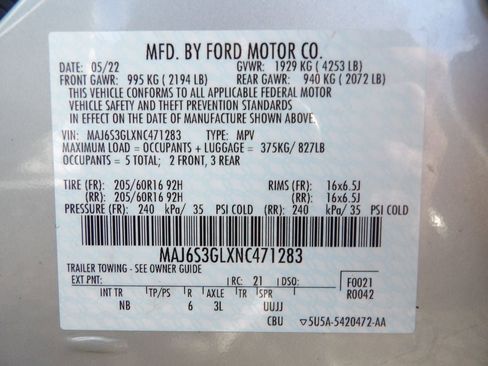 MFD. BY FORD MOTOR CO.
DATE: 05/22 GVWR: 1929 KG ( 4253 LB)
FRONT GAWR: 995 KG ( 2194 LB) REAR GAWR: 940 KG ( 2072 LB)
THIS VEHICLE CONFORMS TO ALL APPLICABLE FEDERAL MOTOR
VEHICLE SAFETY AND THEFT PREVENTION STANDARDS
IN EFFECT ON THE DATE OF MANUFACTURE SHOWN ABOVE.
VIN: MAJ6S3GLXNC471283 TYPE: MPV
MAXIMUM LOAD = OCCUPANTS + LUGGAGE = 375KG/ 827LB
OCCUPANTS = 5 TOTAL; 2 FRONT, 3 REAR
TIRE (FR): 205/60R16 92H RIMS (FR): 16x6.5J
(RR): 205/60R16 92H (RR): 16x6.5J
PRESSURE (FR): 240 kPa/ 35 PSI COLD (RR): 240 kPa/ 35 PSI COLD
MAJ6S3GLXNC471283
TRAILER TOWING - SEE OWNER GUIDE
EXT PNT: RC: 21 DSO: F0021
R0042
INT TR TP/PS R AXLE TR SPR
NB 6 3L UUJJ
CBU ▽5U5A-5420472-AA